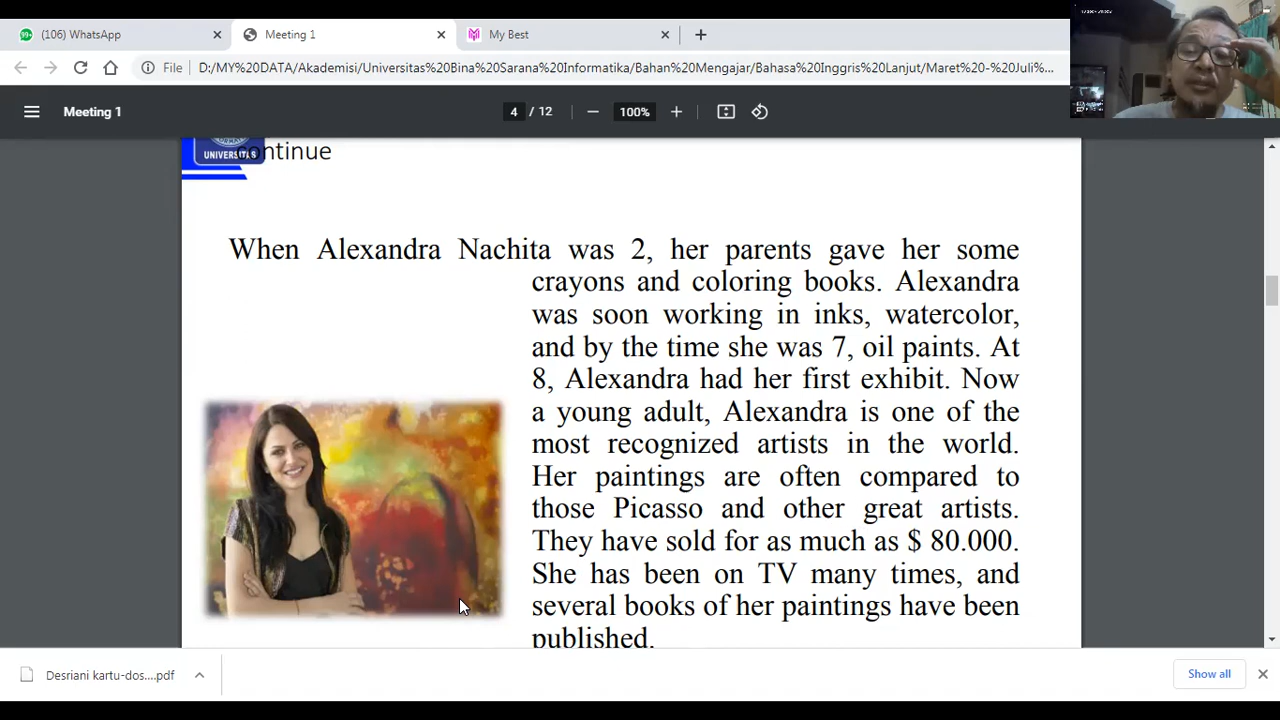 (106) WhatsApp
Meeting 1
My Best
File
D:/MY%20DATA/Akademisi/Universitas%20Bina%20Sarana%20Informatika/Bahan%20Mengajar/Bahasa%20Inggris%20Lanjut/Maret%20-%20Juli%...
Meeting 1
4 / 12
100%
UNIVERSITAS
continue
When Alexandra Nachita was 2, her parents gave her some
crayons and coloring books. Alexandra
was soon working in inks, watercolor,
and by the time she was 7, oil paints. At
8, Alexandra had her first exhibit. Now
a young adult, Alexandra is one of the
most recognized artists in the world.
Her paintings are often compared to
those Picasso and other great artists.
They have sold for as much as $ 80.000.
She has been on TV many times, and
several books of her paintings have been
published.
Desriani kartu-dos....pdf
Show all